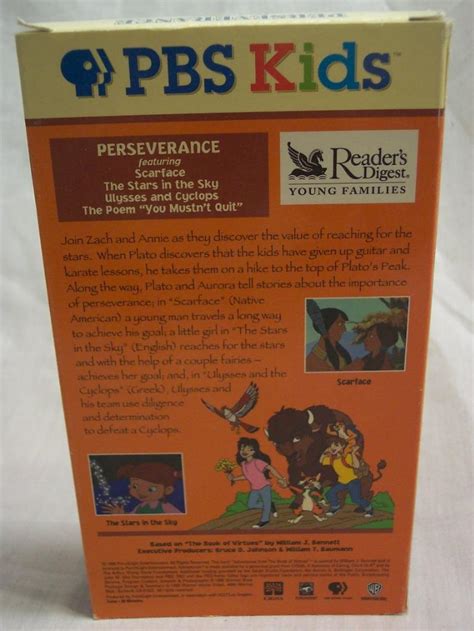 PBS Kids™
PERSEVERANCE
featuring
Scarface
The Stars in the Sky
Ulysses and Cyclops
The Poem "You Mustn't Quit"
Reader's
Digest
YOUNG FAMILIES
Join Zach and Annie as they discover the value of reaching for the
stars. When Plato discovers that the kids have given up guitar and
karate lessons, he takes them on a hike to the top of Plato's Peak.
Along the way, Plato and Aurora tell stories about the importance
of perseverance; in "Scarface" (Native
American) a young man travels a long way
to achieve his goal; a little girl in "The Stars
in the Sky" (English) reaches for the stars
and with the help of a couple fairies –
achieves her goal; and, in "Ulysses and the
Cyclops" (Greek), Ulysses and
his team use diligence
and determination
to defeat a Cyclops.
Scarface
The Stars in the Sky
Based on "The Book of Virtues" by William J. Bennett
Executive Producers: Bruce D. Johnson & William T. Baumann
PBS